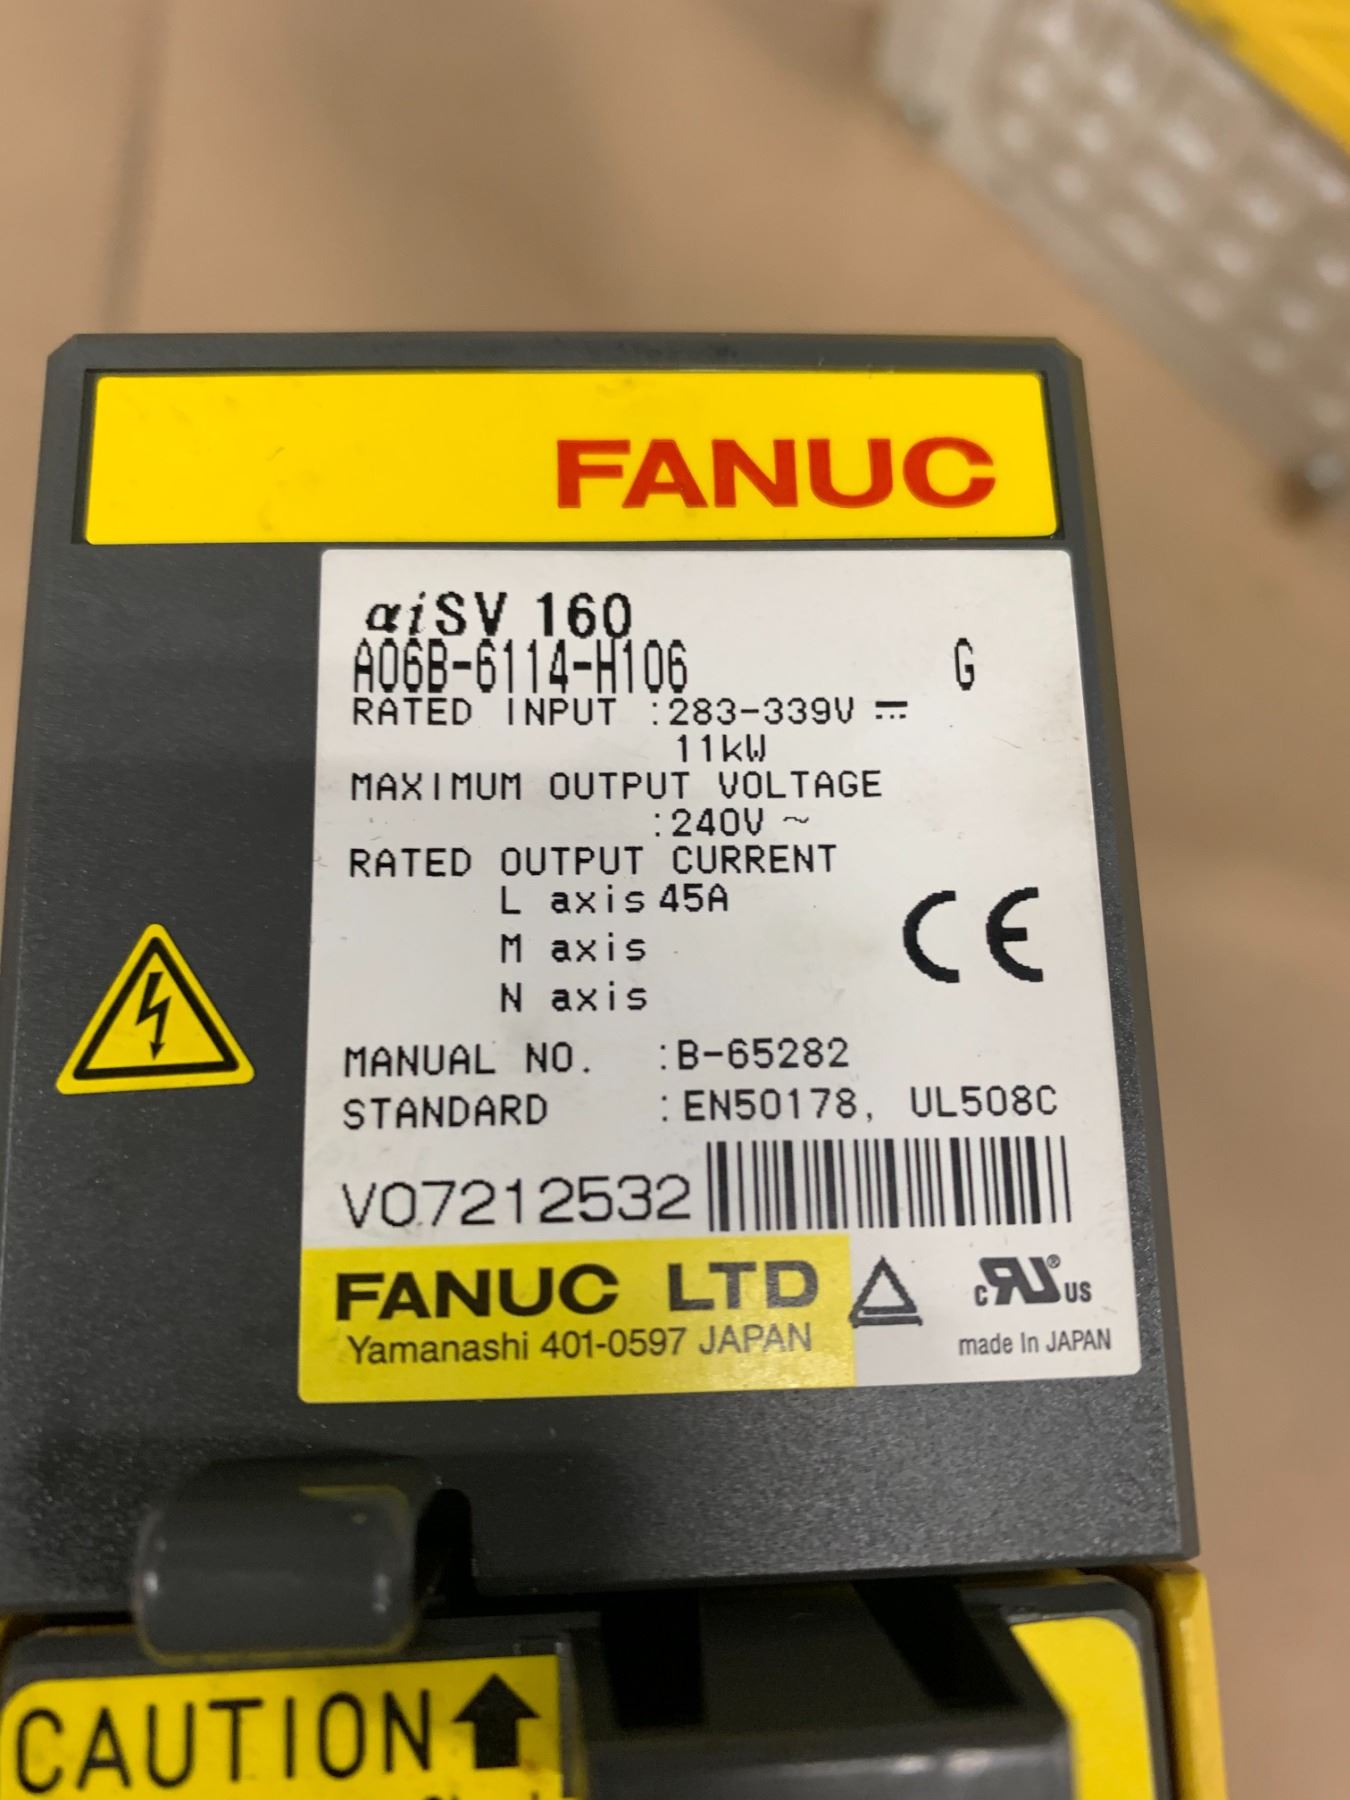 FANUC
αiSV 160
A06B-6114-H106 G
RATED INPUT :283-339V ⎓
11kW
MAXIMUM OUTPUT VOLTAGE
:240V ~
RATED OUTPUT CURRENT
L axis 45A
M axis
N axis
CE
MANUAL NO. :B-65282
STANDARD :EN50178, UL508C
V07212532
FANUC LTD
Yamanashi 401-0597 JAPAN
c RU ® US
made In JAPAN
CAUTION